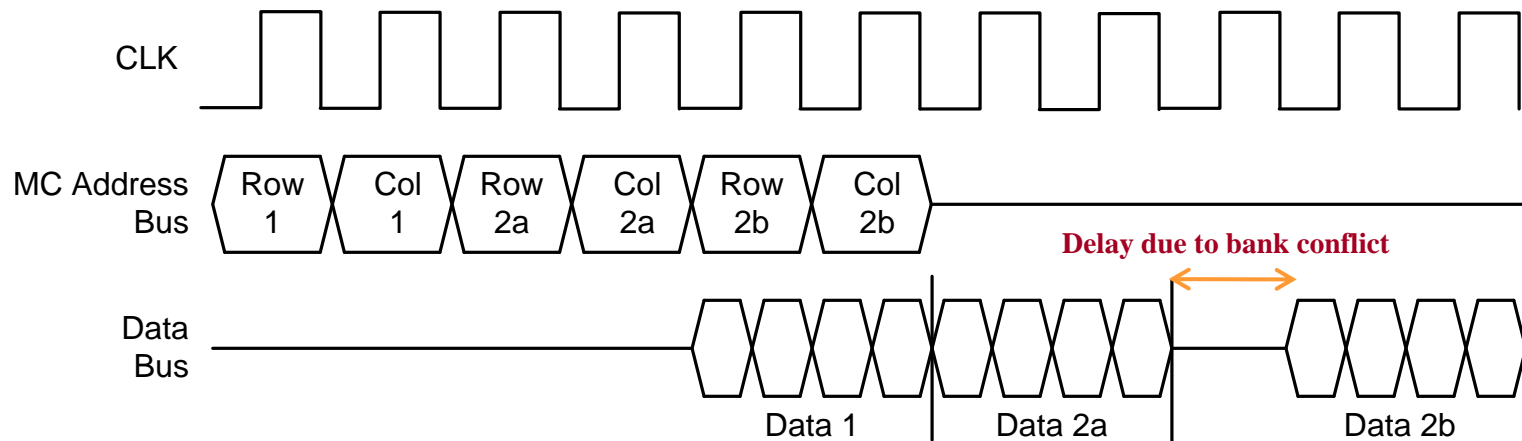 CLK
MC Address
Bus
Row
1
Col
1
Row
2a
Col
2a
Row
2b
Col
2b
Delay due to bank conflict
Data
Bus
Data 1
Data 2a
Data 2b